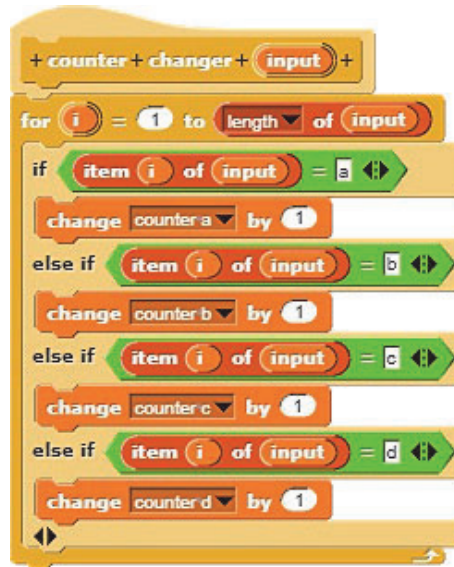 + counter + changer + input +
for i = 1 to length of input
if item i of input = a
change counter a by 1
else if item i of input = b
change counter b by 1
else if item i of input = c
change counter c by 1
else if item i of input = d
change counter d by 1